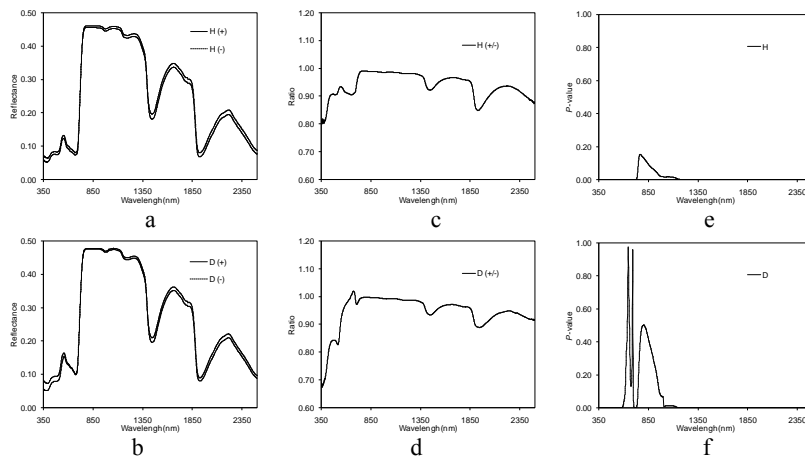 0.50
0.40
0.30
0.20
0.10
0.00
Reflectance
H (+)
H (-)
350 850 1350 1850 2350
Wavelengh(nm)
a
1.20
1.10
1.00
0.90
0.80
0.70
0.60
Ratio
H (+/-)
350 850 1350 1850 2350
Wavelengh(nm)
c
1.00
0.80
0.60
0.40
0.20
0.00
P-value
H
350 850 1350 1850 2350
Wavelengh(nm)
e
0.50
0.40
0.30
0.20
0.10
0.00
Reflectance
D (+)
D (-)
350 850 1350 1850 2350
Wavelengh(nm)
b
1.20
1.10
1.00
0.90
0.80
0.70
0.60
Ratio
D (+/-)
350 850 1350 1850 2350
Wavelengh(nm)
d
1.00
0.80
0.60
0.40
0.20
0.00
P-value
D
350 850 1350 1850 2350
Wavelengh(nm)
f